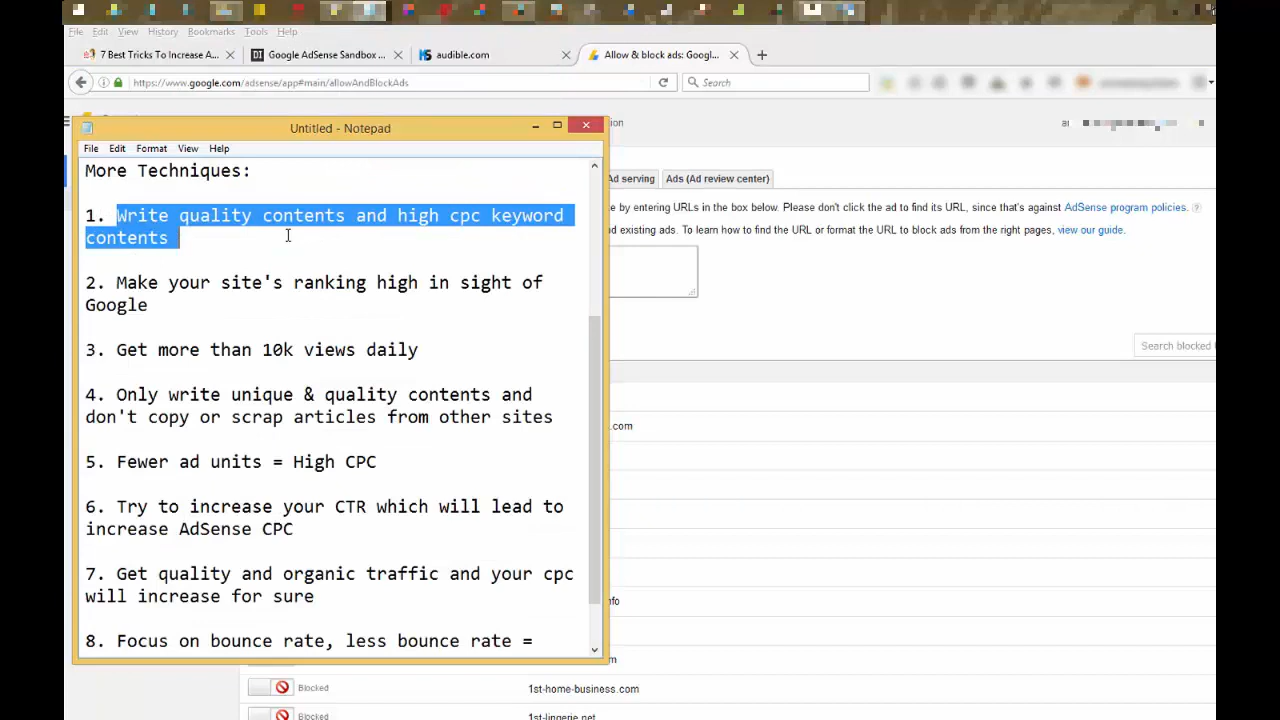 File Edit View History Bookmarks Tools Help
7 Best Tricks To Increase A...
Google AdSense Sandbox ...
audible.com
Allow & block ads: Googl...
https://www.google.com/adsense/app#main/allowAndBlockAds
Search
Untitled - Notepad
File Edit Format View Help
More Techniques:
1. Write quality contents and high cpc keyword
contents
2. Make your site's ranking high in sight of
Google
3. Get more than 10k views daily
4. Only write unique & quality contents and
don't copy or scrap articles from other sites
5. Fewer ad units = High CPC
6. Try to increase your CTR which will lead to
increase AdSense CPC
7. Get quality and organic traffic and your cpc
will increase for sure
8. Focus on bounce rate, less bounce rate =
Ad serving
Ads (Ad review center)
e by entering URLs in the box below. Please don't click the ad to find its URL, since that's against AdSense program policies.
nd existing ads. To learn how to find the URL or format the URL to block ads from the right pages, view our guide.
Search blocked
.com
Blocked
1st-home-business.com
Blocked
1st-lingerie.net